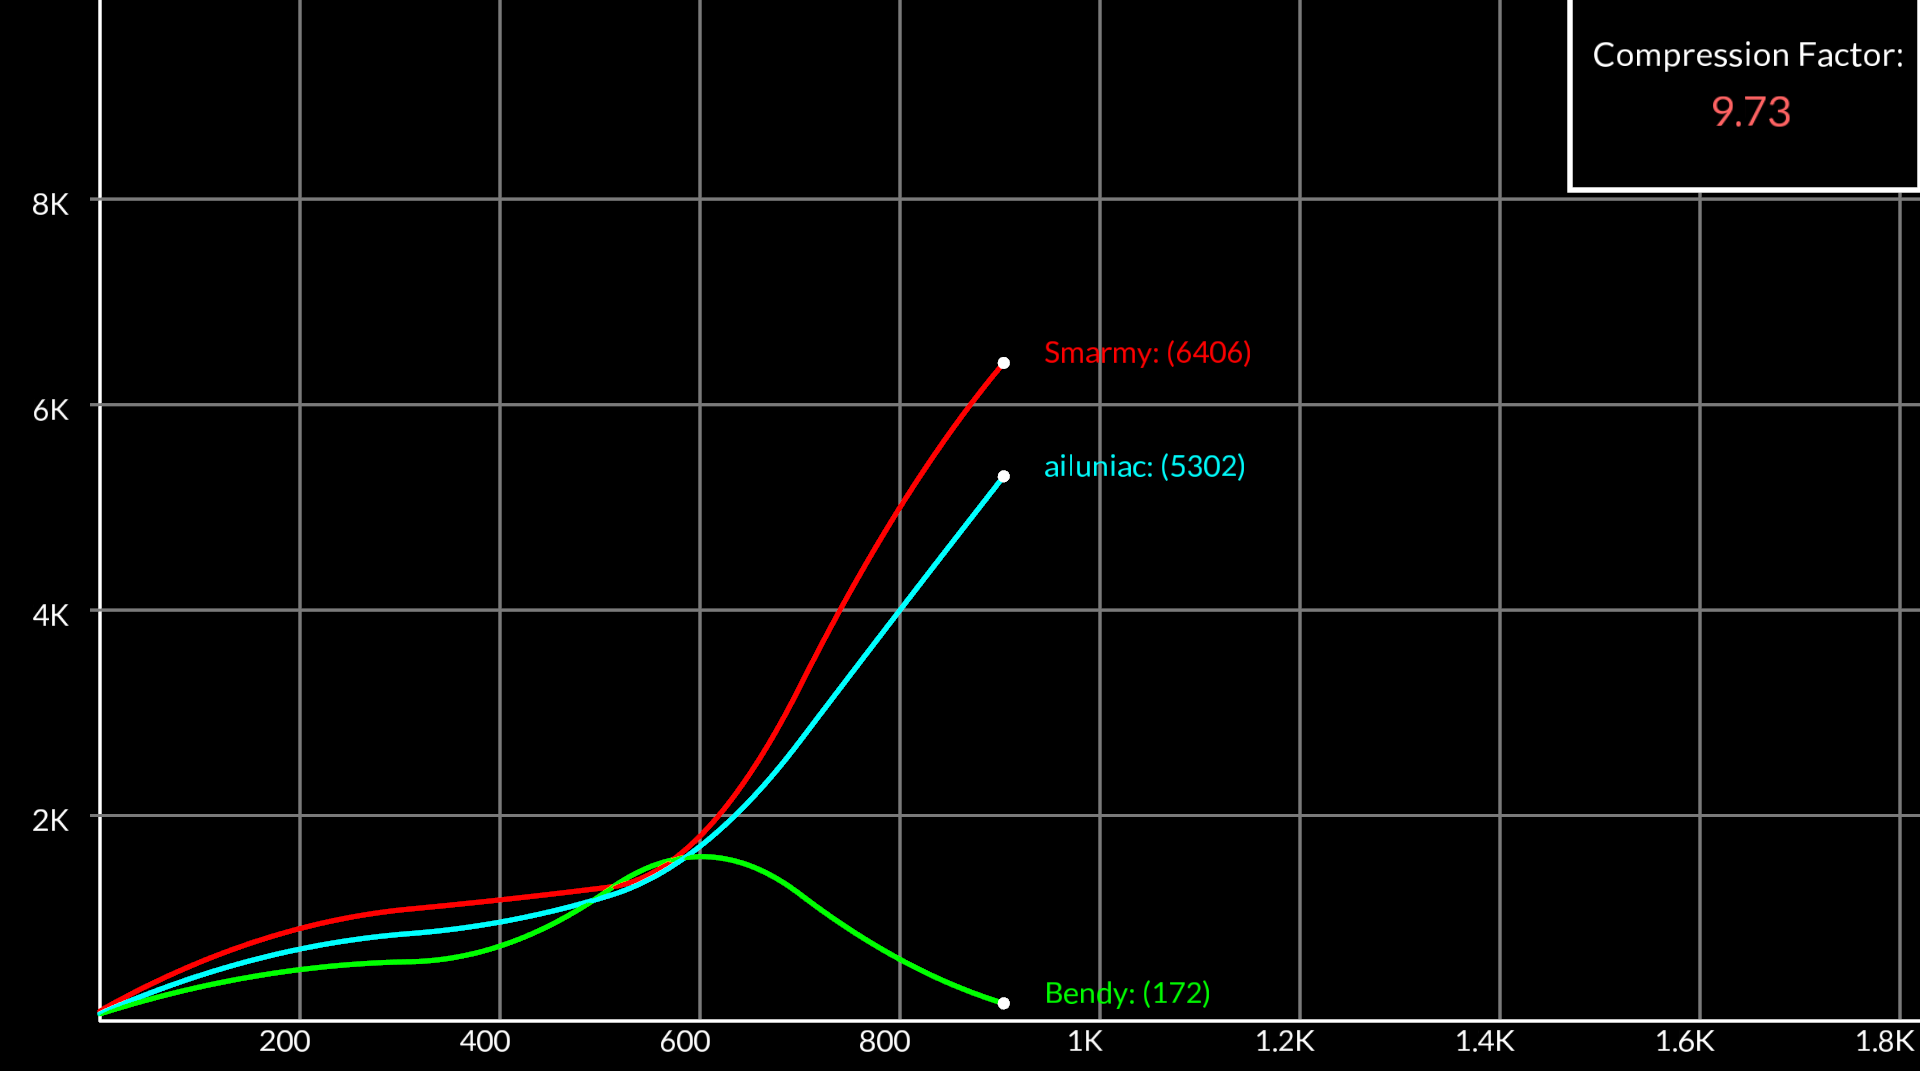 Compression Factor:
9.73
8K
6K
4K
2K
Smarmy: (6406)
ailuniac: (5302)
Bendy: (172)
200 400 600 800 1K 1.2K 1.4K 1.6K 1.8K